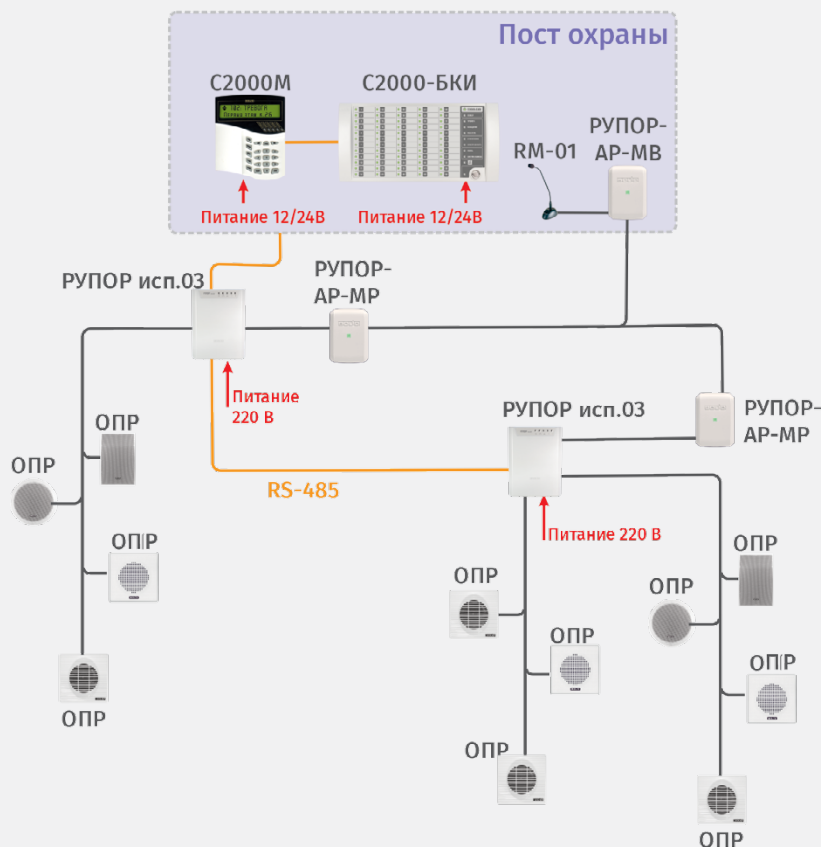 Пост охраны
С2000М
С2000-БКИ
РУПОР-
АР-МВ
RM-01
Питание 12/24В
Питание 12/24В
РУПОР исп.03
РУПОР-
АР-МР
Питание
220 В
РУПОР исп.03
РУПОР-
АР-МР
ОПР
ОПР
RS-485
Питание 220 В
ОПР
ОПР
ОПР
ОПР
ОПР
ОПР
ОПР
ОПР
ОПР
ОПР